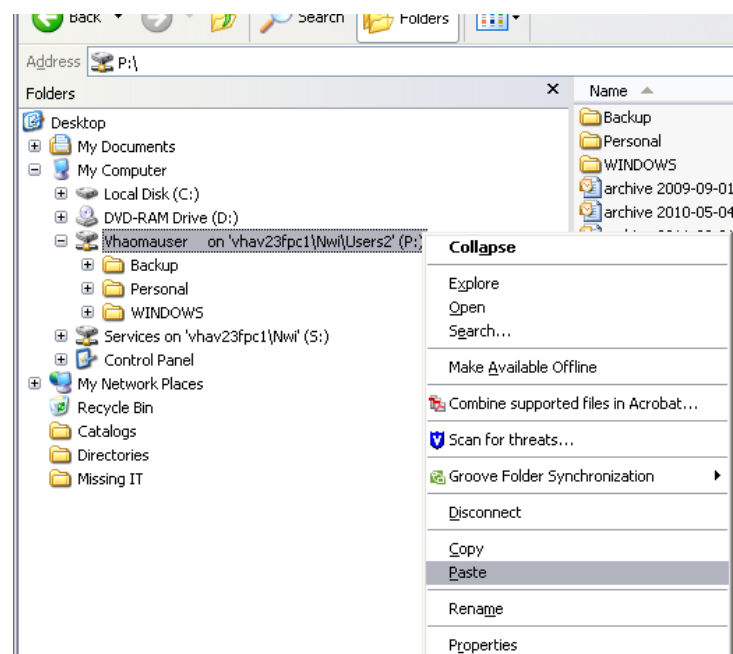 Back
Search
Folders
Address P:\
Folders
Name
Desktop
My Documents
My Computer
Local Disk (C:)
DVD-RAM Drive (D:)
Vhaomauser on 'vhav23fpc1\Nwi\Users2' (P:)
Backup
Personal
WINDOWS
Services on 'vhav23fpc1\Nwi' (S:)
Control Panel
My Network Places
Recycle Bin
Catalogs
Directories
Missing IT
Backup
Personal
WINDOWS
archive 2009-09-01
archive 2010-05-04
Collapse
Explore
Open
Search...
Make Available Offline
Combine supported files in Acrobat...
Scan for threats...
Groove Folder Synchronization
Disconnect
Copy
Paste
Rename
Properties